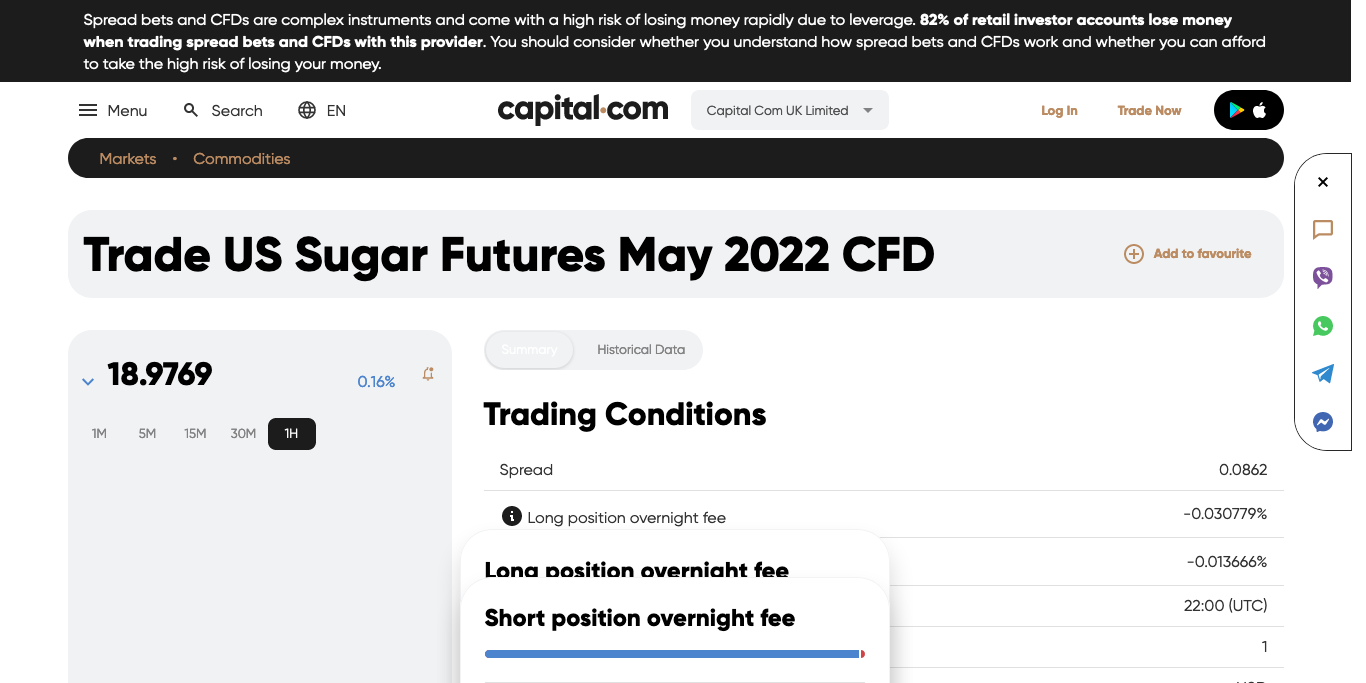 Spread bets and CFDs are complex instruments and come with a high risk of losing money rapidly due to leverage. 82% of retail investor accounts lose money
when trading spread bets and CFDs with this provider. You should consider whether you understand how spread bets and CFDs work and whether you can afford
to take the high risk of losing your money.
Menu Search EN capital.com Capital Com UK Limited Log In Trade Now
Markets • Commodities
Trade US Sugar Futures May 2022 CFD Add to favourite
18.9769 0.16%
1M 5M 15M 30M 1H
Summary Historical Data
Trading Conditions
Spread 0.0862
Long position overnight fee -0.030779%
Long position overnight fee
-0.013666%
Short position overnight fee
22:00 (UTC)
1